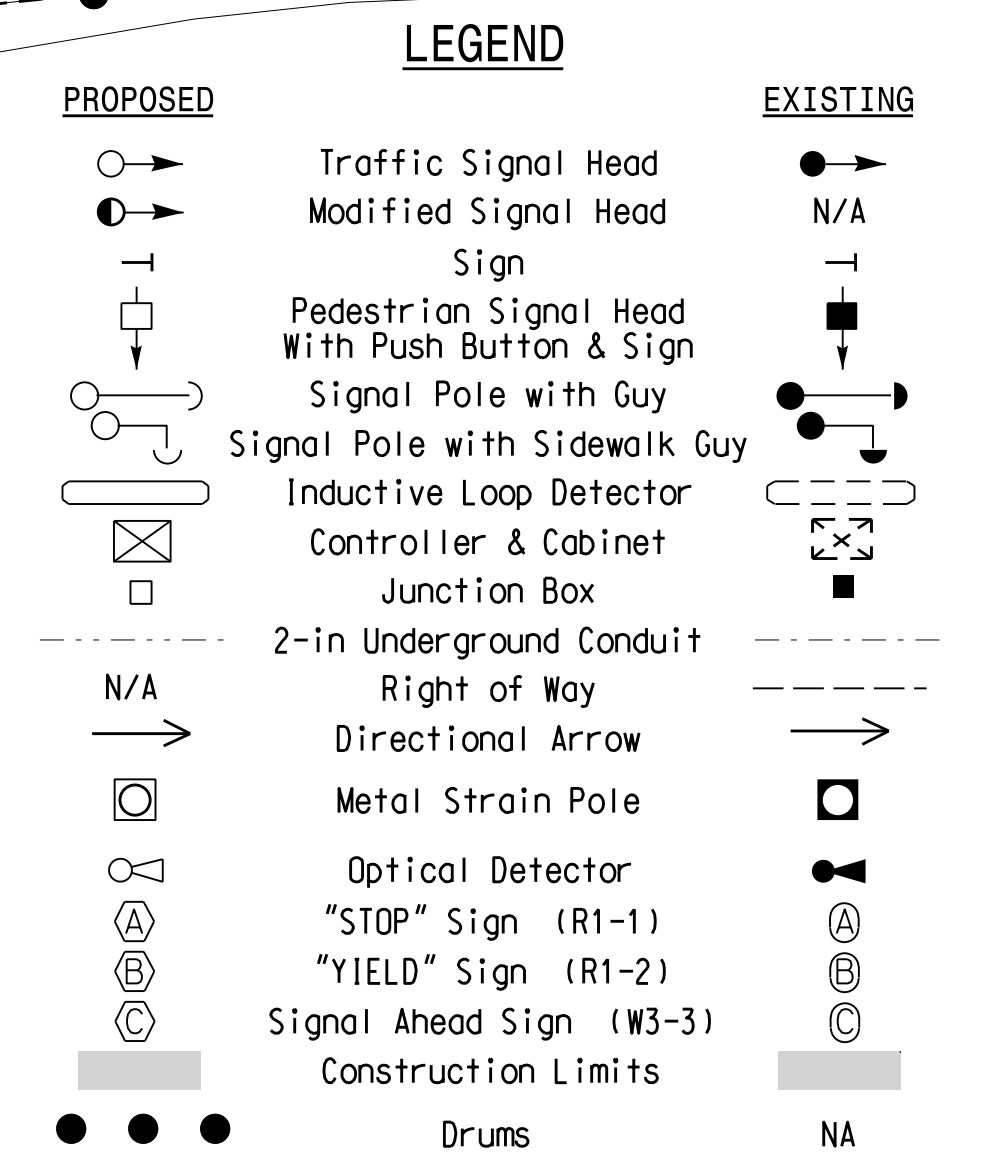 LEGEND
PROPOSED EXISTING
Traffic Signal Head
Modified Signal Head N/A
Sign
Pedestrian Signal Head
With Push Button & Sign
Signal Pole with Guy
Signal Pole with Sidewalk Guy
Inductive Loop Detector
Controller & Cabinet
Junction Box
2-in Underground Conduit
N/A Right of Way
Directional Arrow
Metal Strain Pole
Optical Detector
A "STOP" Sign (R1-1) A
B "YIELD" Sign (R1-2) B
C Signal Ahead Sign (W3-3) C
Construction Limits
Drums NA